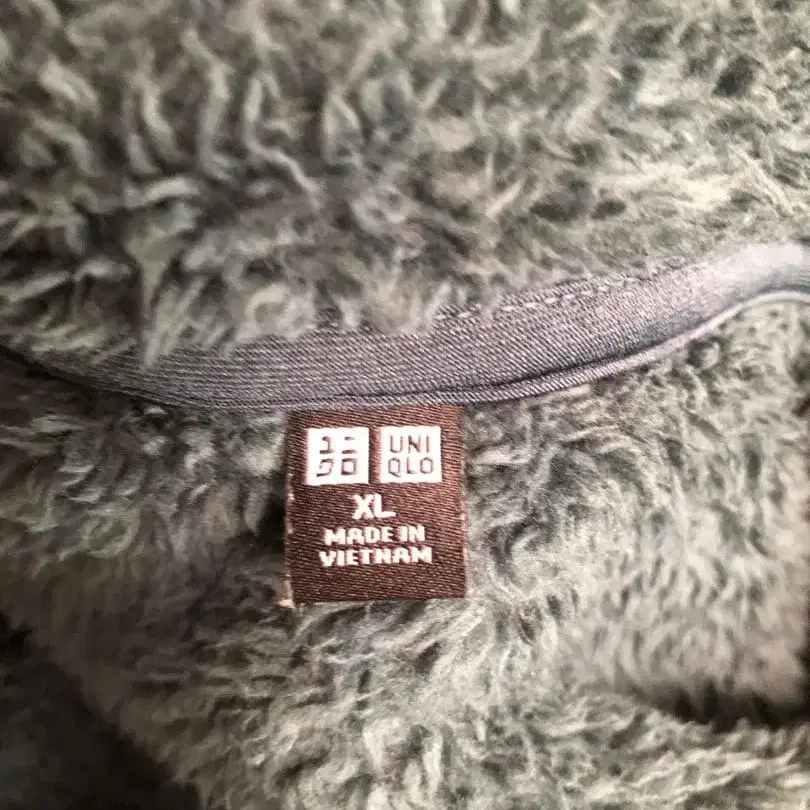 ユニ UNI
クロ QLO
XL
MADE IN
VIETNAM